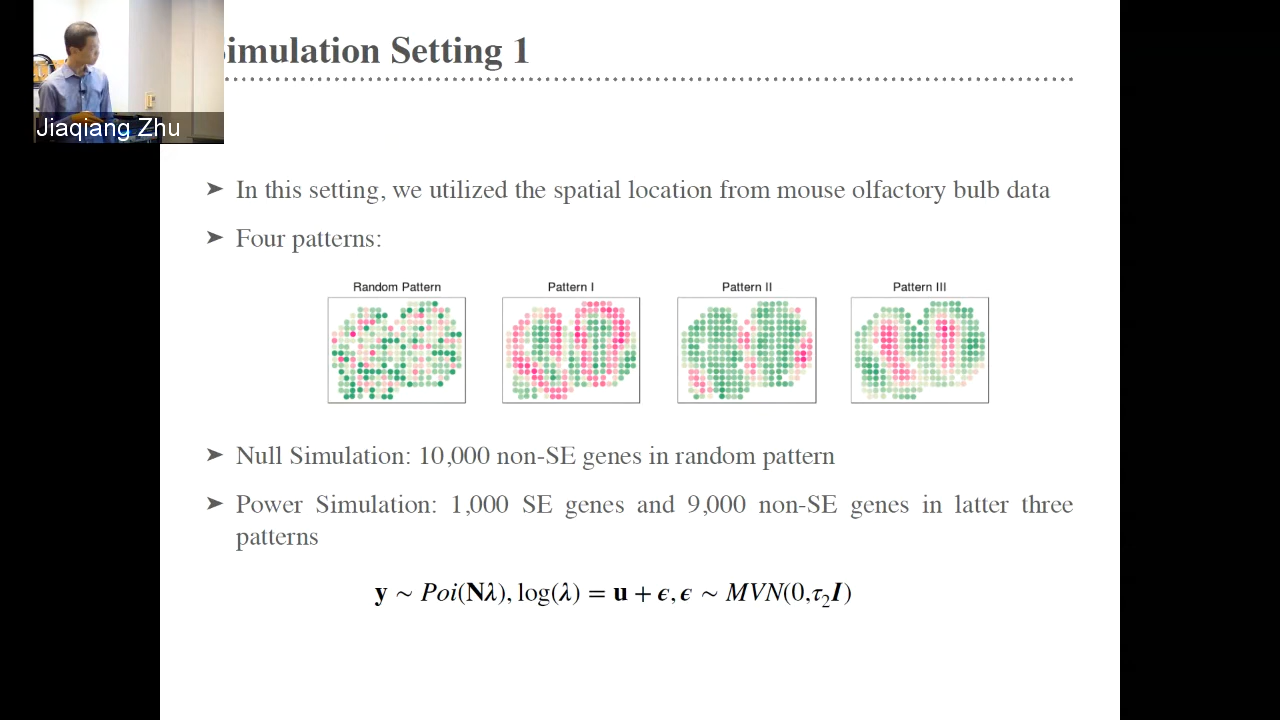 Simulation Setting 1
Jiaqiang Zhu
➤ In this setting, we utilized the spatial location from mouse olfactory bulb data
➤ Four patterns:
Random Pattern Pattern I Pattern II Pattern III
➤ Null Simulation: 10,000 non-SE genes in random pattern
➤ Power Simulation: 1,000 SE genes and 9,000 non-SE genes in latter three
patterns
y ~ Poi(Nλ), log(λ) = u + ϵ, ϵ ~ MVN(0,τ₂I)